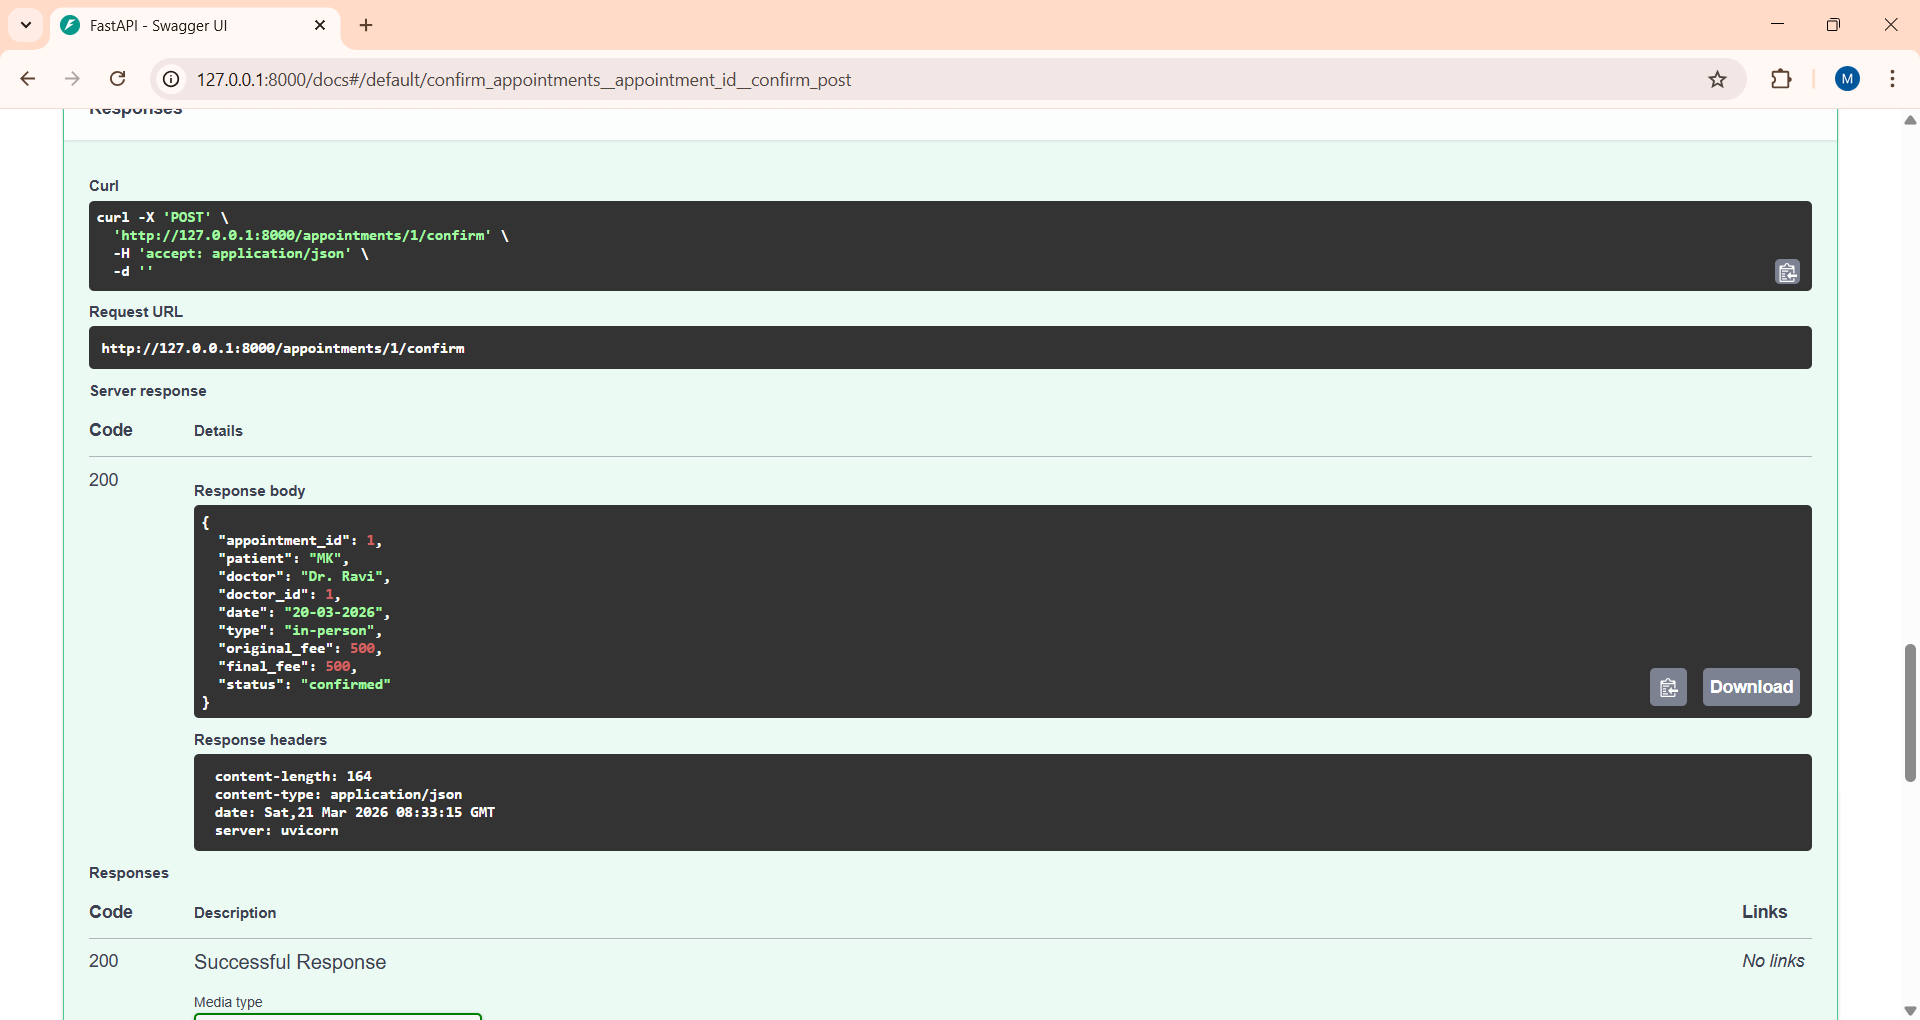 FastAPI - Swagger UI
127.0.0.1:8000/docs#/default/confirm_appointments__appointment_id__confirm_post
M
Responses
Curl
curl -X 'POST' \
'http://127.0.0.1:8000/appointments/1/confirm' \
-H 'accept: application/json' \
-d ''
Request URL
http://127.0.0.1:8000/appointments/1/confirm
Server response
Code Details
200
Response body
{
"appointment_id": 1,
"patient": "MK",
"doctor": "Dr. Ravi",
"doctor_id": 1,
"date": "20-03-2026",
"type": "in-person",
"original_fee": 500,
"final_fee": 500,
"status": "confirmed"
}
Download
Response headers
content-length: 164
content-type: application/json
date: Sat,21 Mar 2026 08:33:15 GMT
server: uvicorn
Responses
Code Description Links
200 Successful Response No links
Media type